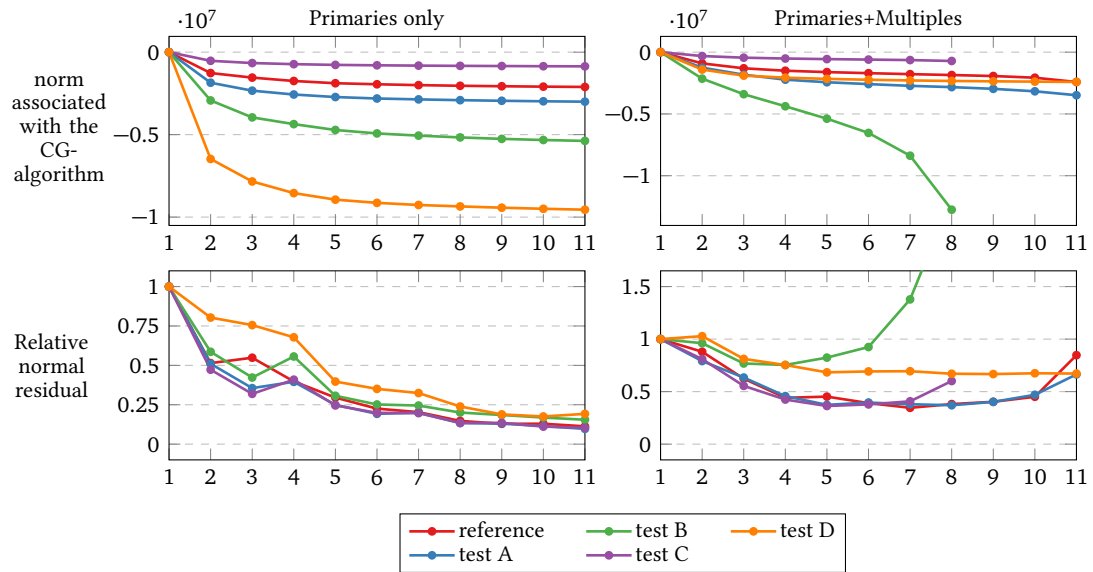 Primaries only
Primaries+Multiples
·10⁷
·10⁷
norm
associated
with the
CG-
algorithm
0
−0.5
−1
1 2 3 4 5 6 7 8 9 10 11
0
−0.5
−1
1 2 3 4 5 6 7 8 9 10 11
Relative
normal
residual
1
0.75
0.5
0.25
0
1 2 3 4 5 6 7 8 9 10 11
1.5
1
0.5
0
1 2 3 4 5 6 7 8 9 10 11
reference test B test D
test A test C